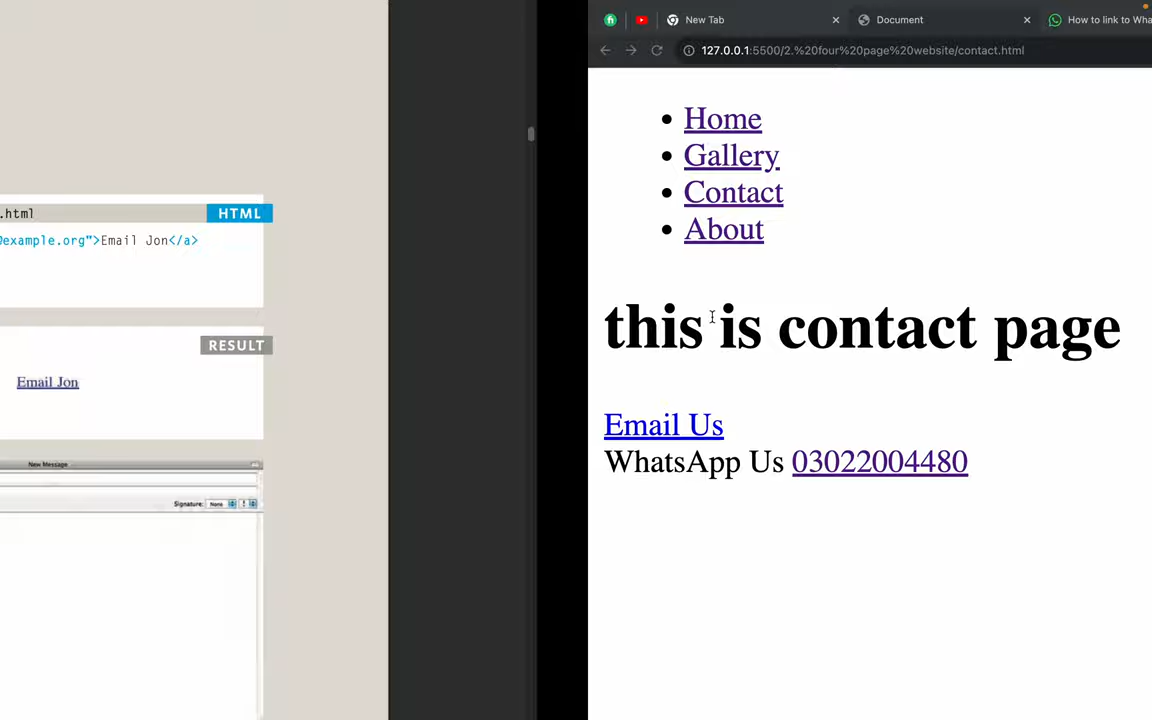 .html
HTML
@example.org">Email Jon</a>
RESULT
Email Jon
New Message
Signature: None
New Tab
Document
How to link to Wha
127.0.0.1:5500/2.%20four%20page%20website/contact.html
Home
Gallery
Contact
About
this is contact page
Email Us
WhatsApp Us 03022004480